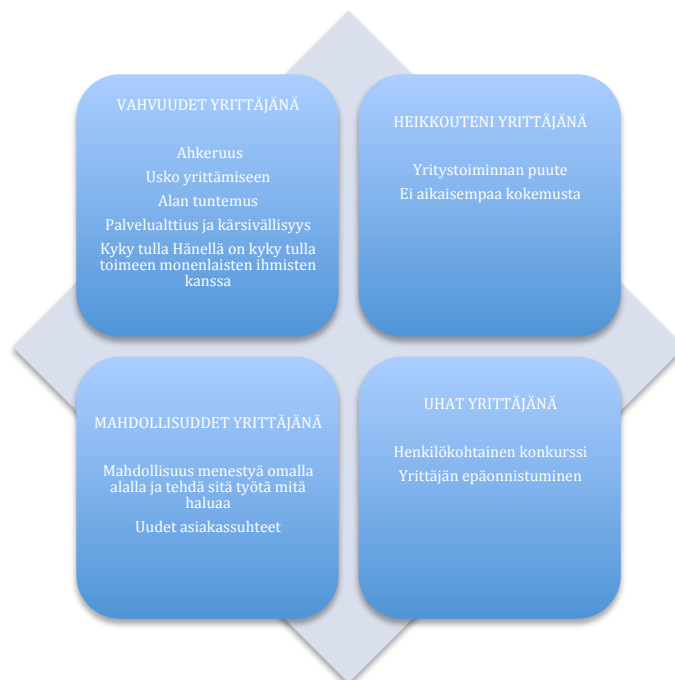 VAHVUUDET YRITTÄJÄNÄ
Ahkeruus
Usko yrittämiseen
Alan tuntemus
Palvelualttius ja kärsivällisyys
Kyky tulla Hänellä on kyky tulla
toimeen monenlaisten ihmisten
kanssa
HEIKKOUTENI YRITTÄJÄNÄ
Yritystoiminnan puute
Ei aikaisempaa kokemusta
MAHDOLLISUDDET YRITTÄJÄNÄ
Mahdollisuus menestyä omalla
alalla ja tehdä sitä työtä mitä
haluaa
Uudet asiakassuhteet
UHAT YRITTÄJÄNÄ
Henkilökohtainen konkurssi
Yrittäjän epäonnistuminen